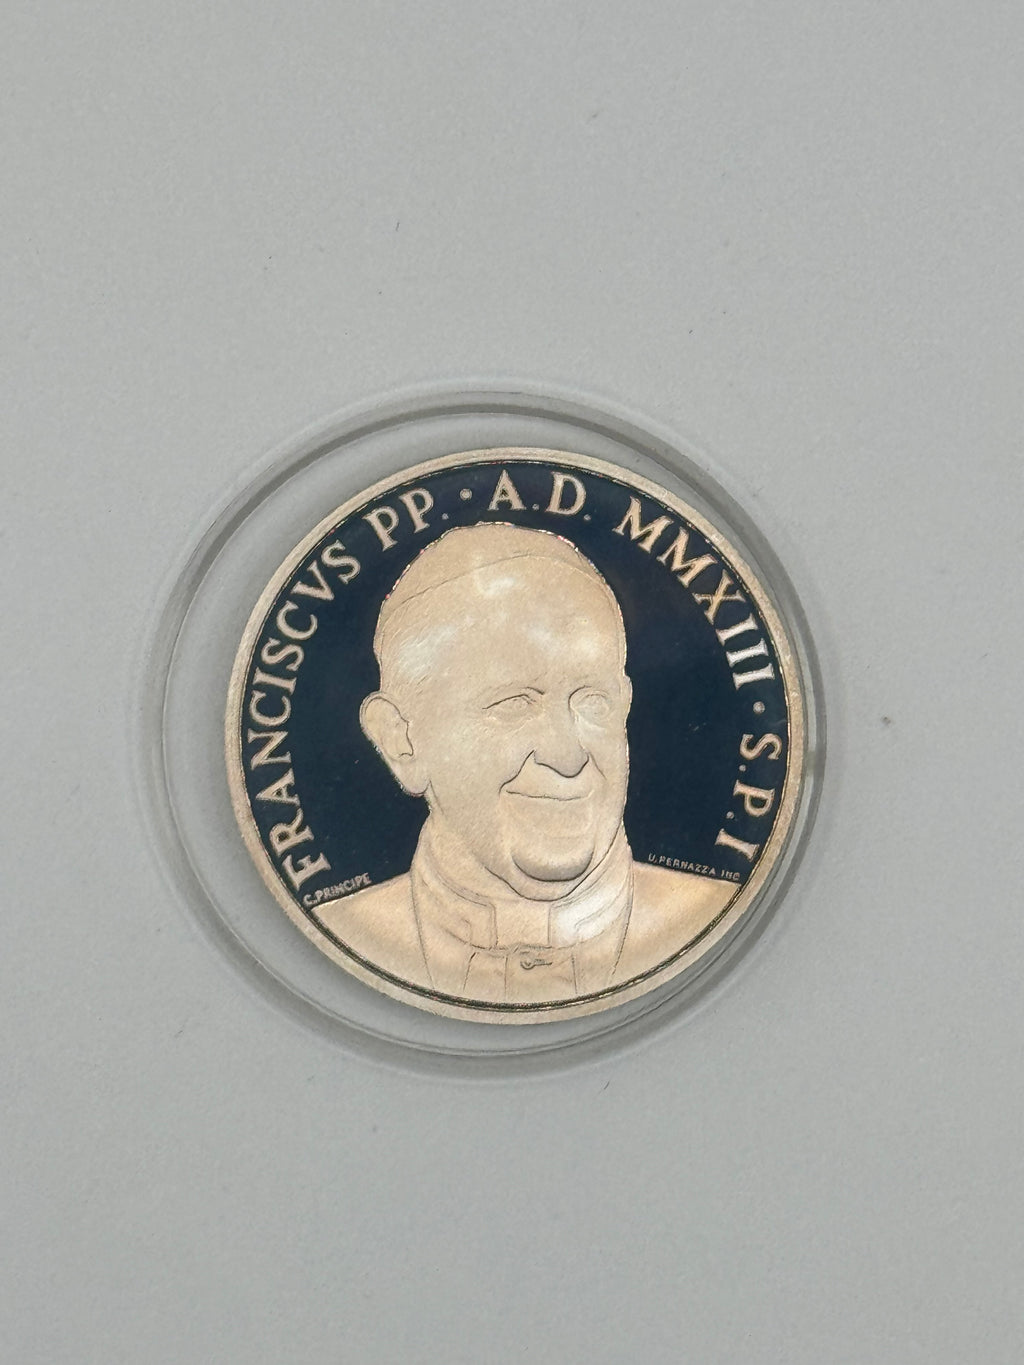 FRANCISCVS PP. · A.D. MMXIII · S.P.I
C.PRINCIPE
U.PERNAZZA INC